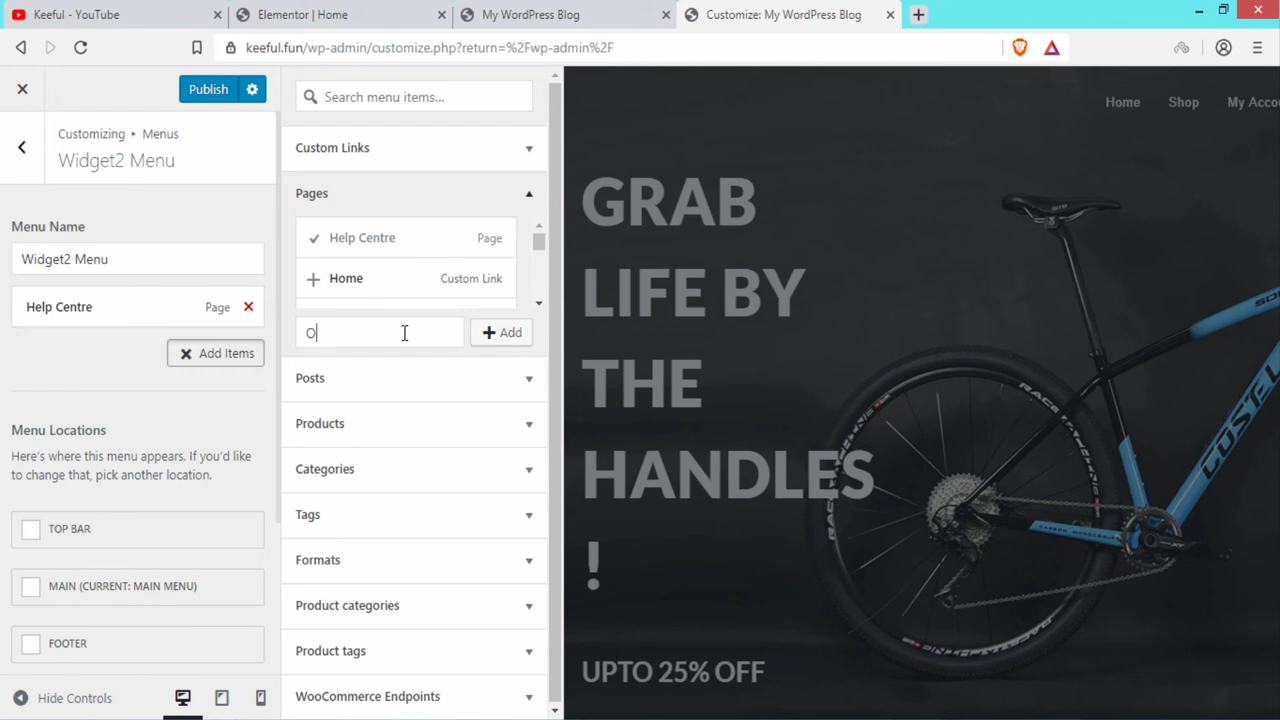 Keeful - YouTube
Elementor | Home
My WordPress Blog
Customize: My WordPress Blog
keeful.fun/wp-admin/customize.php?return=%2Fwp-admin%2F
Publish
Customizing ▸ Menus
Widget2 Menu
Menu Name
Widget2 Menu
Help Centre Page
Add Items
Menu Locations
Here's where this menu appears. If you'd like
to change that, pick another location.
TOP BAR
MAIN (CURRENT: MAIN MENU)
FOOTER
Hide Controls
Search menu items...
Custom Links
Pages
Help Centre Page
Home Custom Link
O
Add
Posts
Products
Categories
Tags
Formats
Product categories
Product tags
WooCommerce Endpoints
Home Shop My Acco
GRAB
LIFE BY
THE
HANDLES
!
UPTO 25% OFF
RACE
COSTEL